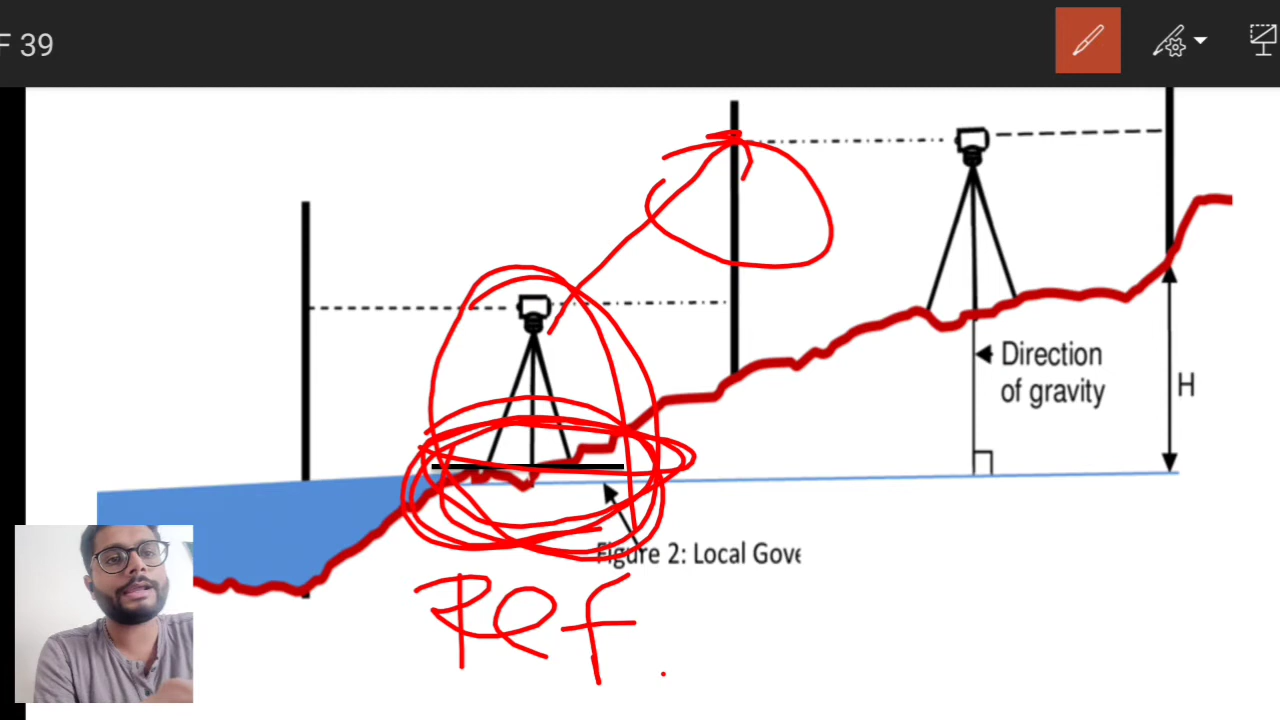 F 39
Direction
of gravity
H
Figure 2: Local Gove
Ref.